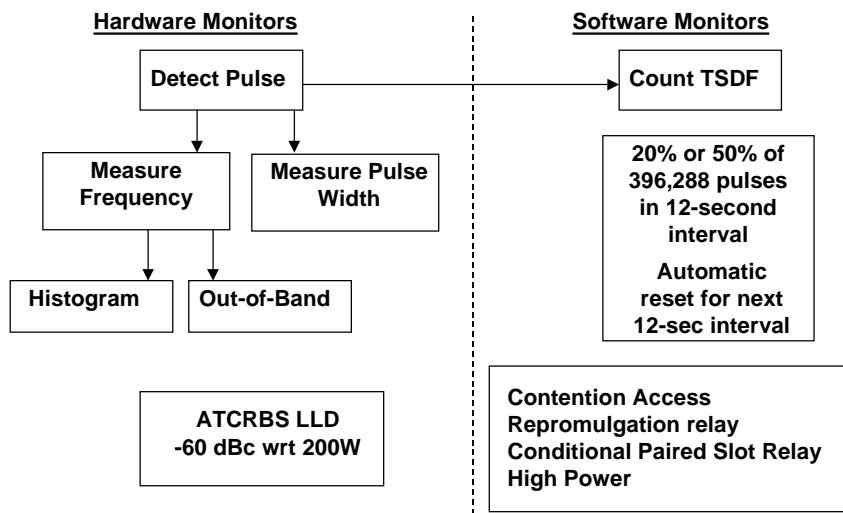 Hardware Monitors
Software Monitors
Detect Pulse
Count TSDF
Measure
Frequency
Measure Pulse
Width
20% or 50% of
396,288 pulses
in 12-second
interval
Automatic
reset for next
12-sec interval
Histogram
Out-of-Band
ATCRBS LLD
-60 dBc wrt 200W
Contention Access
Repromulgation relay
Conditional Paired Slot Relay
High Power